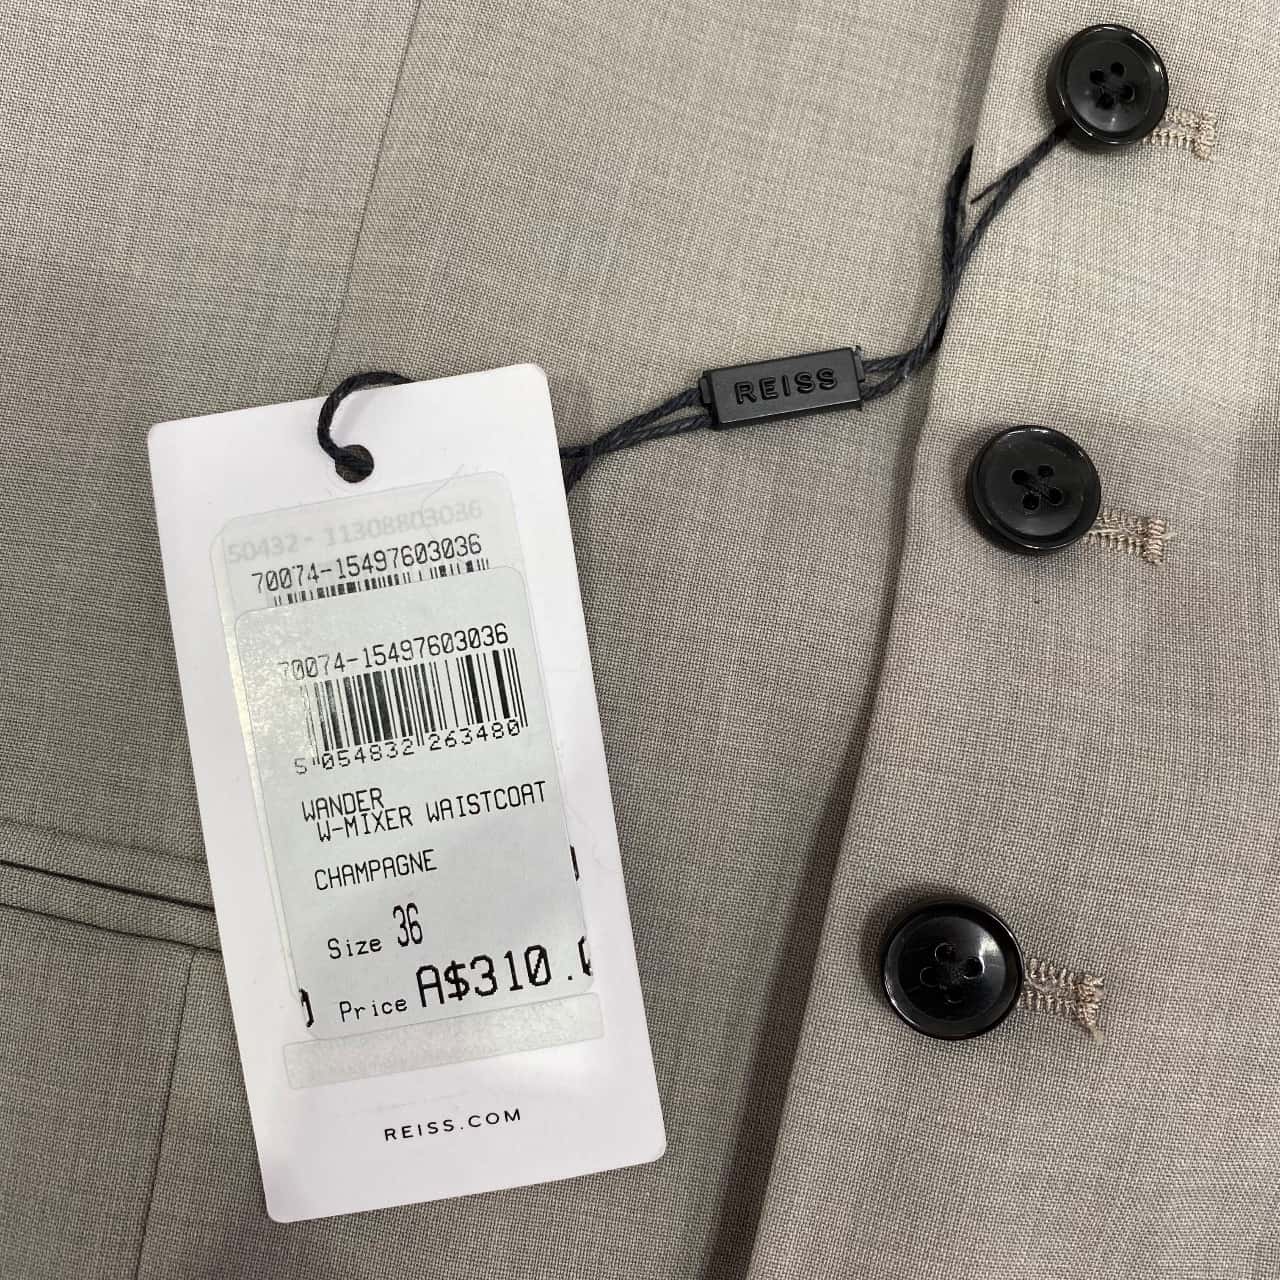 REISS
50432-11308803036
70074-15497603036
70074-15497603036
5 054832 263480
WANDER
W-MIXER WAISTCOAT
CHAMPAGNE
Size 36
Price A$310.0
REISS.COM